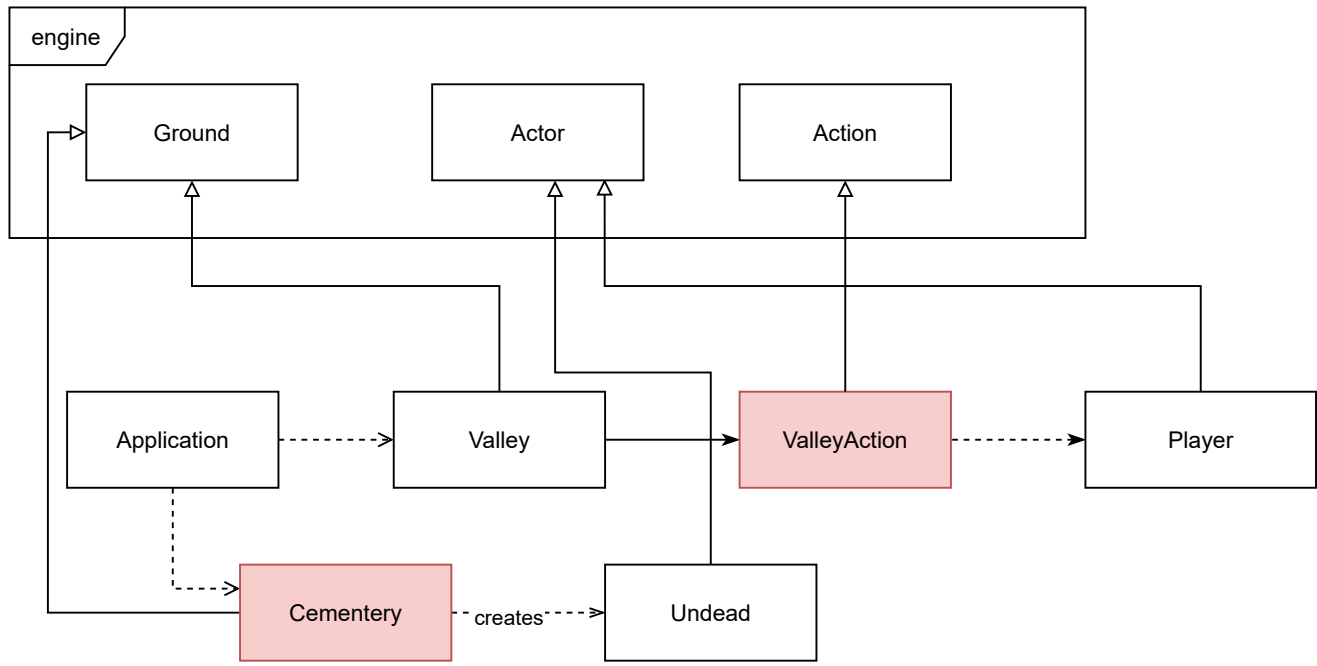 engine
Ground
Actor
Action
Application
Valley
ValleyAction
Player
Cementery
creates
Undead